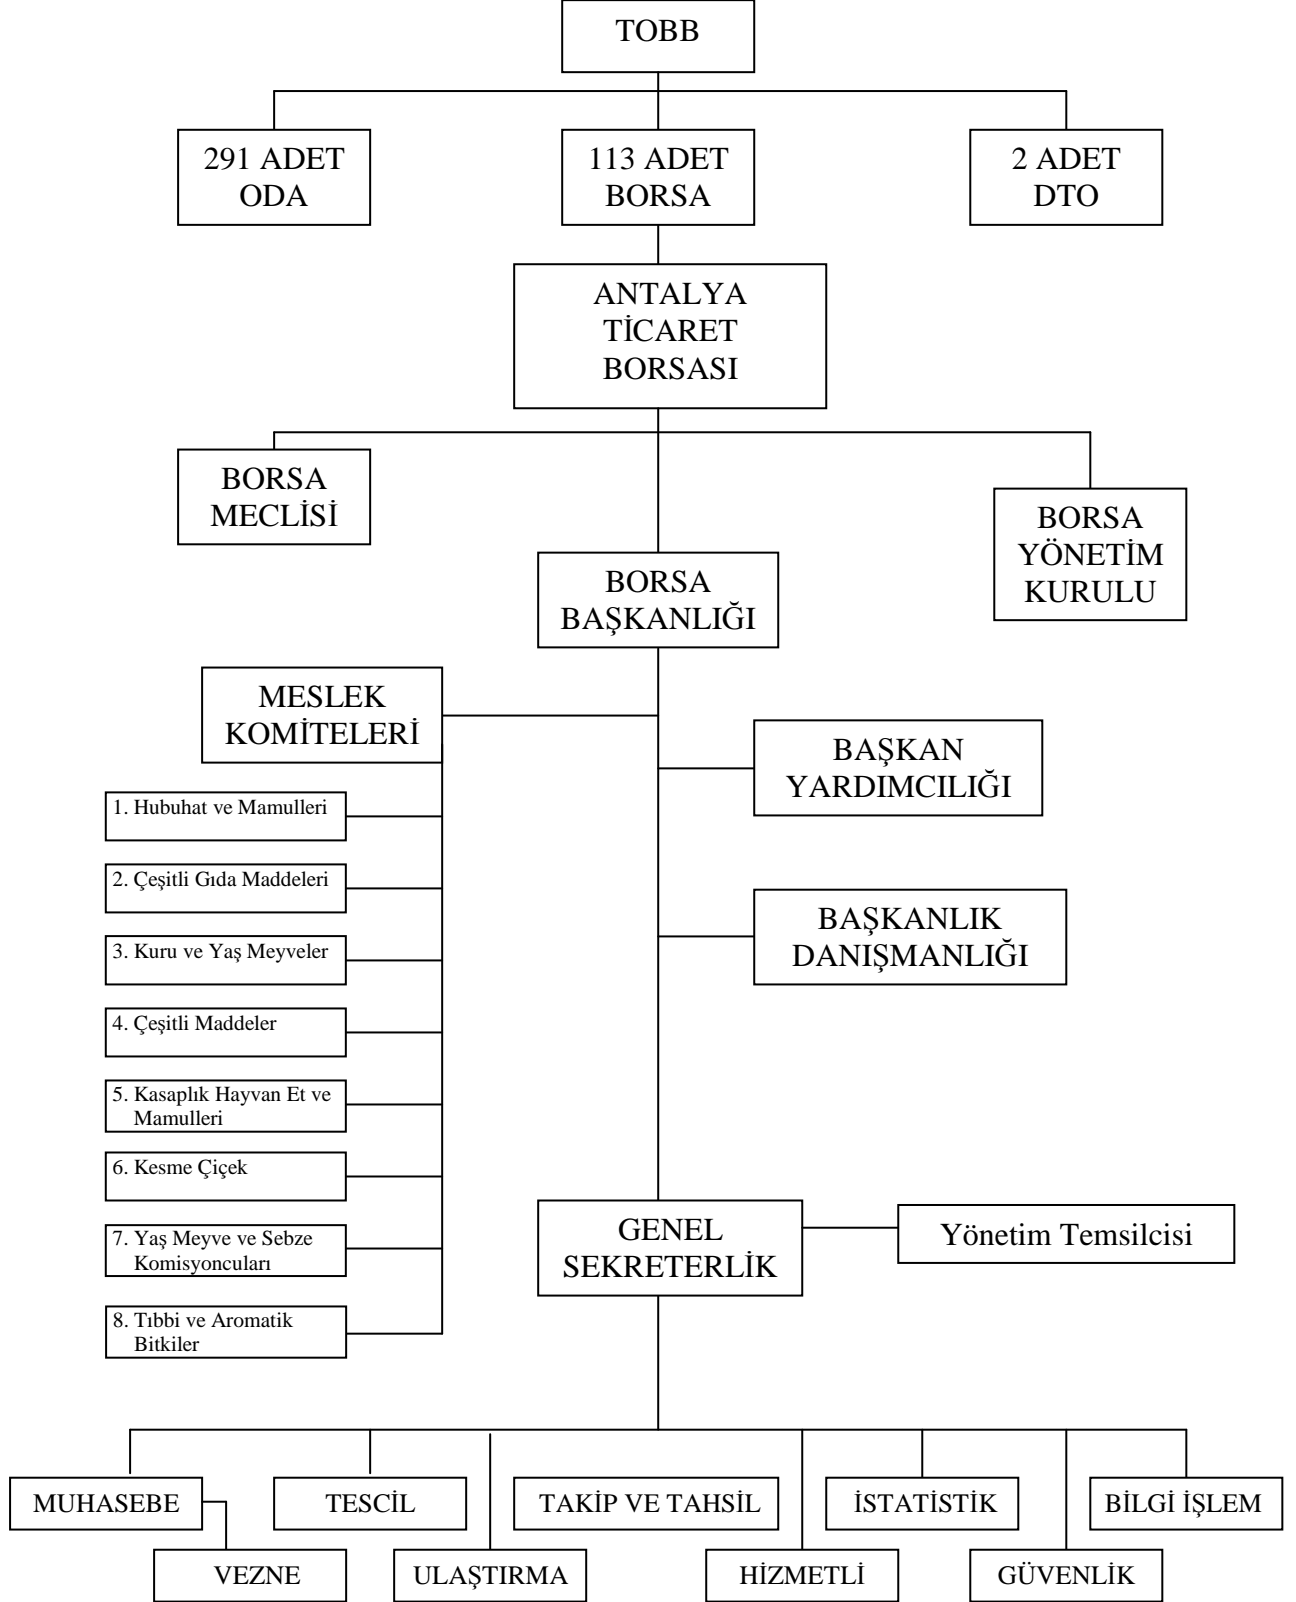 TOBB
291 ADET
ODA
113 ADET
BORSA
2 ADET
DTO
ANTALYA
TİCARET
BORSASI
BORSA
MECLİSİ
BORSA
YÖNETİM
KURULU
BORSA
BAŞKANLIĞI
MESLEK
KOMİTELERİ
BAŞKAN
YARDIMCILIĞI
1. Hubuhat ve Mamulleri
2. Çeşitli Gıda Maddeleri
BAŞKANLIK
DANIŞMANLIĞI
3. Kuru ve Yaş Meyveler
4. Çeşitli Maddeler
5. Kasaplık Hayvan Et ve
Mamulleri
6. Kesme Çiçek
7. Yaş Meyve ve Sebze
Komisyoncuları
8. Tıbbi ve Aromatik
Bitkiler
GENEL
SEKRETERLİK
Yönetim Temsilcisi
MUHASEBE
TESCİL
TAKİP VE TAHSİL
İSTATİSTİK
BİLGİ İŞLEM
VEZNE
ULAŞTIRMA
HİZMETLİ
GÜVENLİK